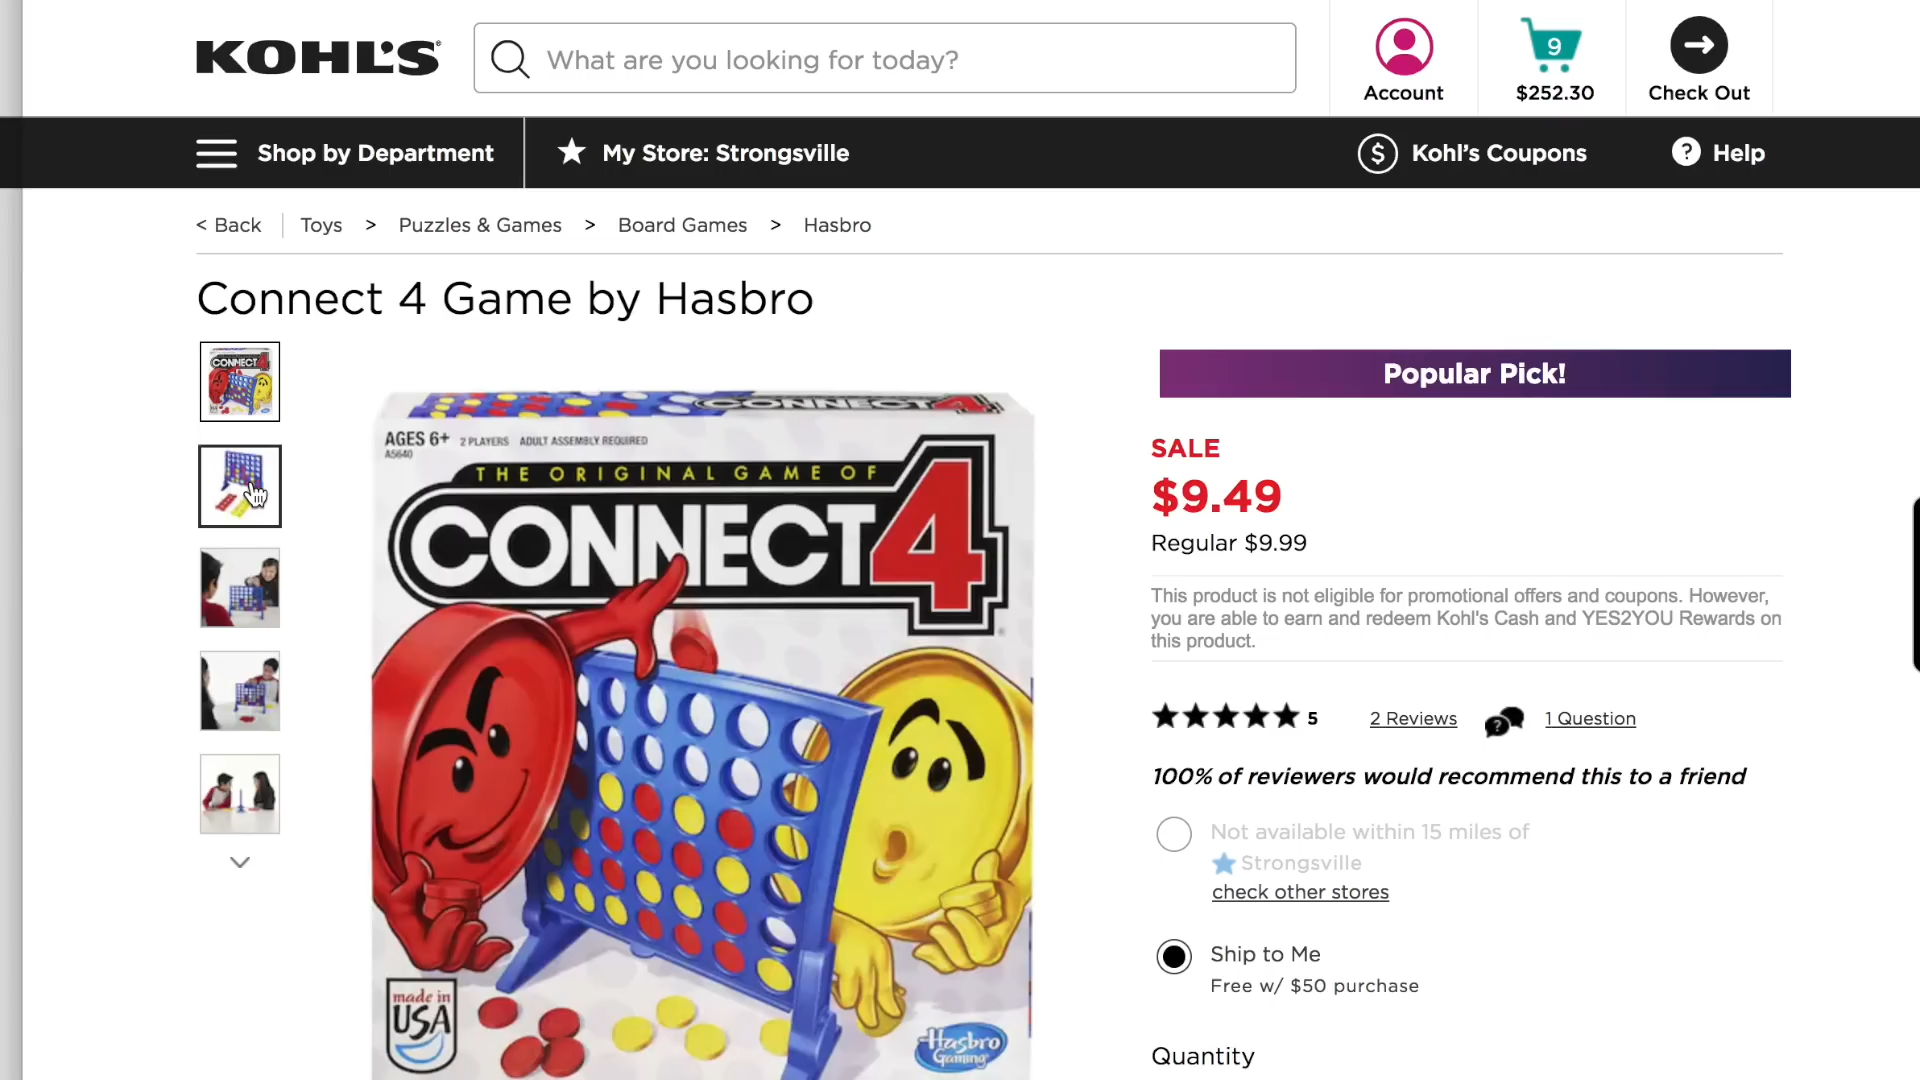 KOHL'S
What are you looking for today?
Account
9
$252.30
Check Out
Shop by Department
My Store: Strongsville
$
Kohl's Coupons
?
Help
< Back
Toys > Puzzles & Games > Board Games > Hasbro
Connect 4 Game by Hasbro
CONNECT 4
CONNECT 4
AGES 6+ 2 PLAYERS ADULT ASSEMBLY REQUIRED
A5640
THE ORIGINAL GAME OF
CONNECT 4
made in
USA
Hasbro
Gaming
Popular Pick!
SALE
$9.49
Regular $9.99
This product is not eligible for promotional offers and coupons. However,
you are able to earn and redeem Kohl's Cash and YES2YOU Rewards on
this product.
5
2 Reviews
?
1 Question
100% of reviewers would recommend this to a friend
Not available within 15 miles of
Strongsville
check other stores
Ship to Me
Free w/ $50 purchase
Quantity